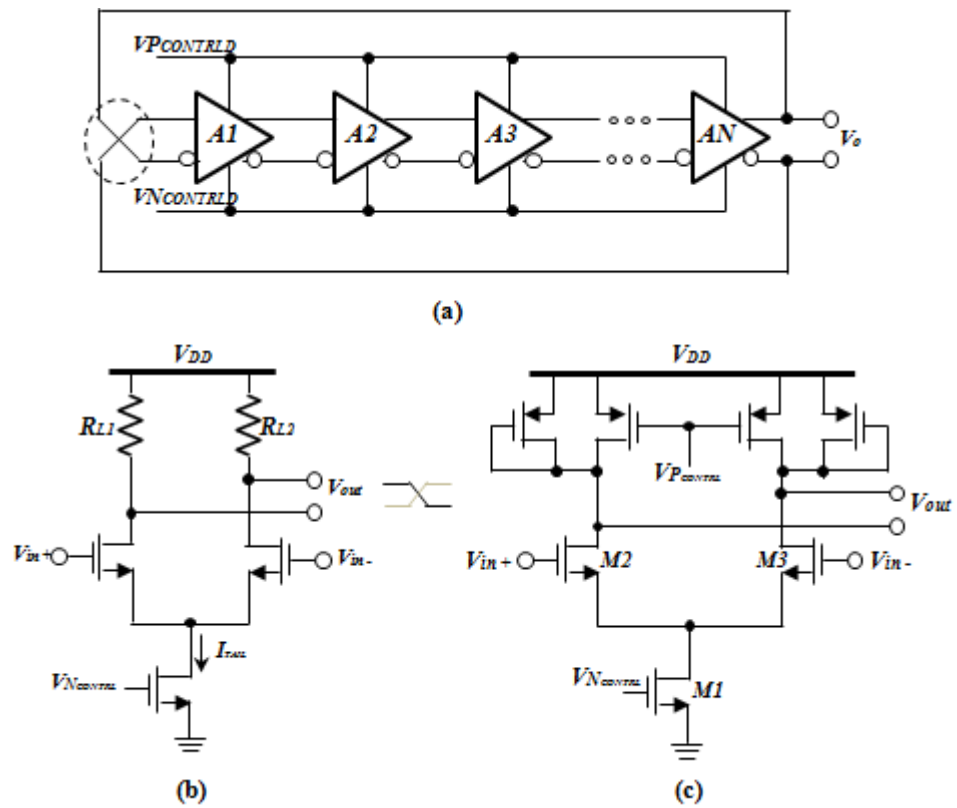 VPCONTRLD
A1 A2 A3 AN
Vo
VNCONTRLD
(a)
VDD
RL1 RL2
Vout
Vin+ Vin-
ITAIL
VNCONTRL
(b)
VDD
VPCONTRL
Vout
Vin+ M2 M3 Vin-
VNCONTRL M1
(c)